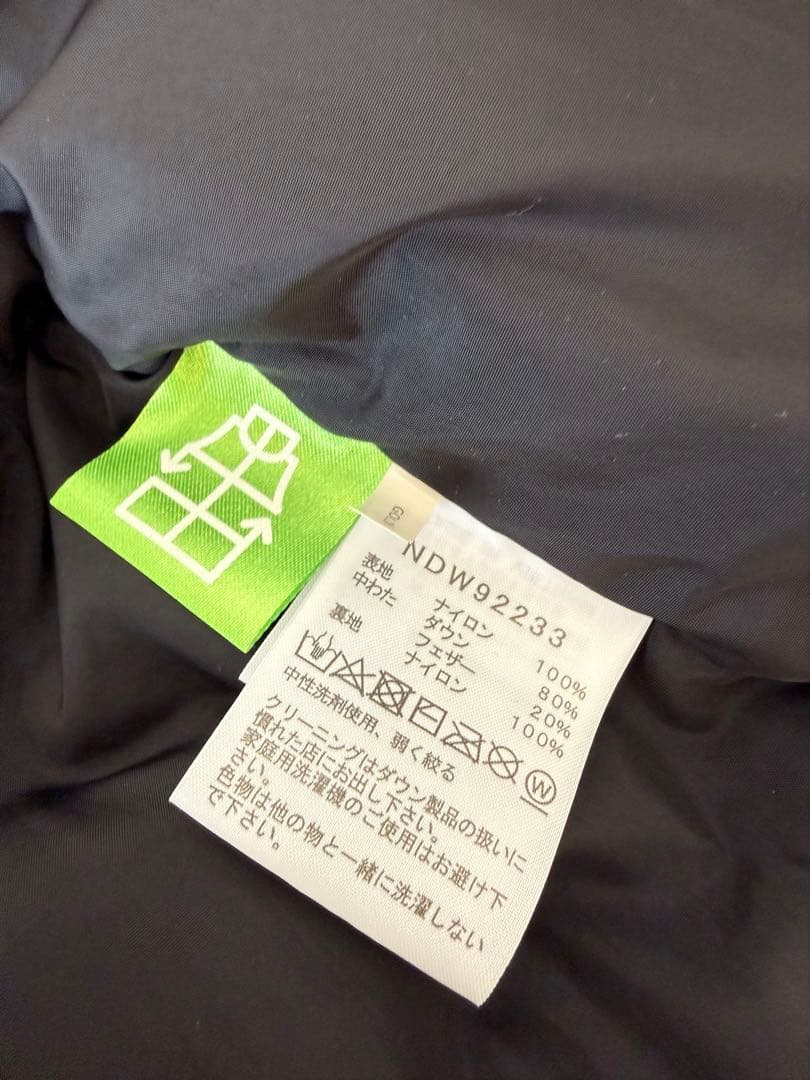 NDW92233
表地 ナイロン 100%
中わた ダウン 80%
フェザー 20%
裏地 ナイロン 100%
W
中性洗剤使用、弱く絞る
クリーニングはダウン製品の扱いに
慣れた店にお出し下さい。
家庭用洗濯機のご使用はお避け下
さい。
色物は他の物と一緒に洗濯しない
で下さい。